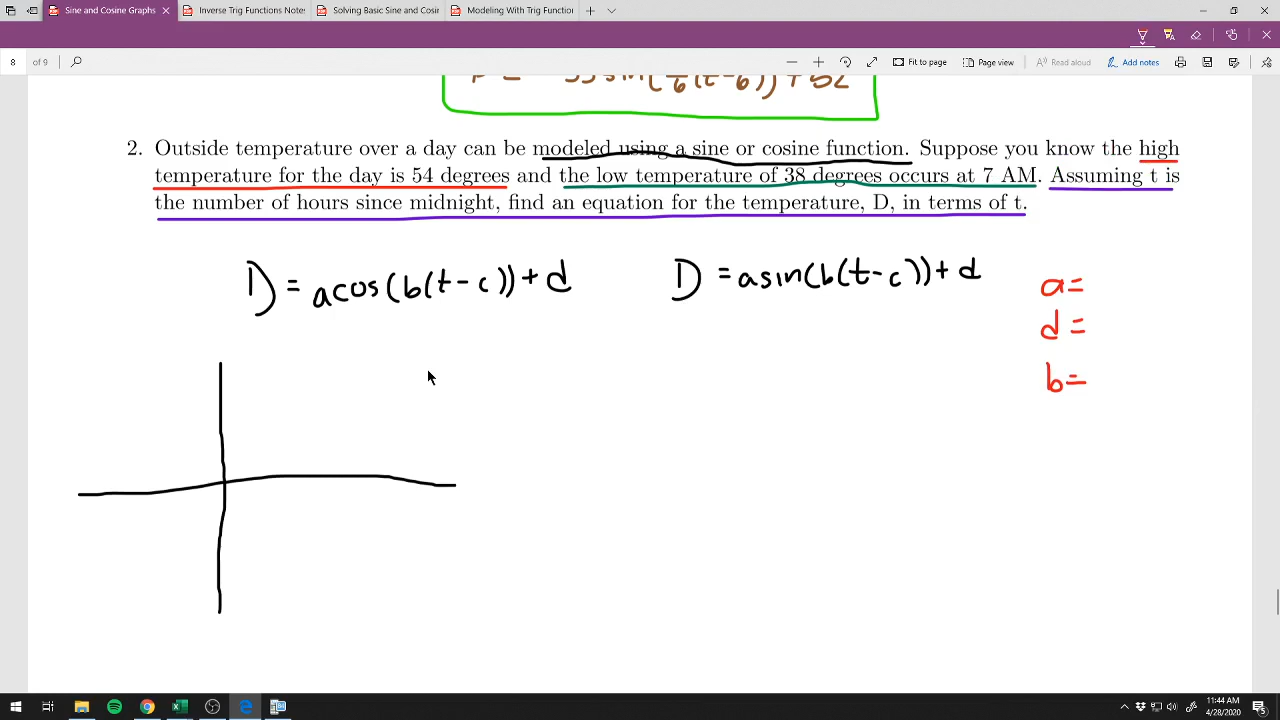 Sine and Cosine Graphs
Inverse Trig Functions Notes
Solving Basic Sine and Cosin
Modeling With Trig Function
8 of 9
Fit to page
Page view
Read aloud
Add notes
2. Outside temperature over a day can be modeled using a sine or cosine function. Suppose you know the high
temperature for the day is 54 degrees and the low temperature of 38 degrees occurs at 7 AM. Assuming t is
the number of hours since midnight, find an equation for the temperature, D, in terms of t.
D = acos(b(t-c))+d
D = asin(b(t-c))+d
a=
d=
b=
11:44 AM
4/28/2020